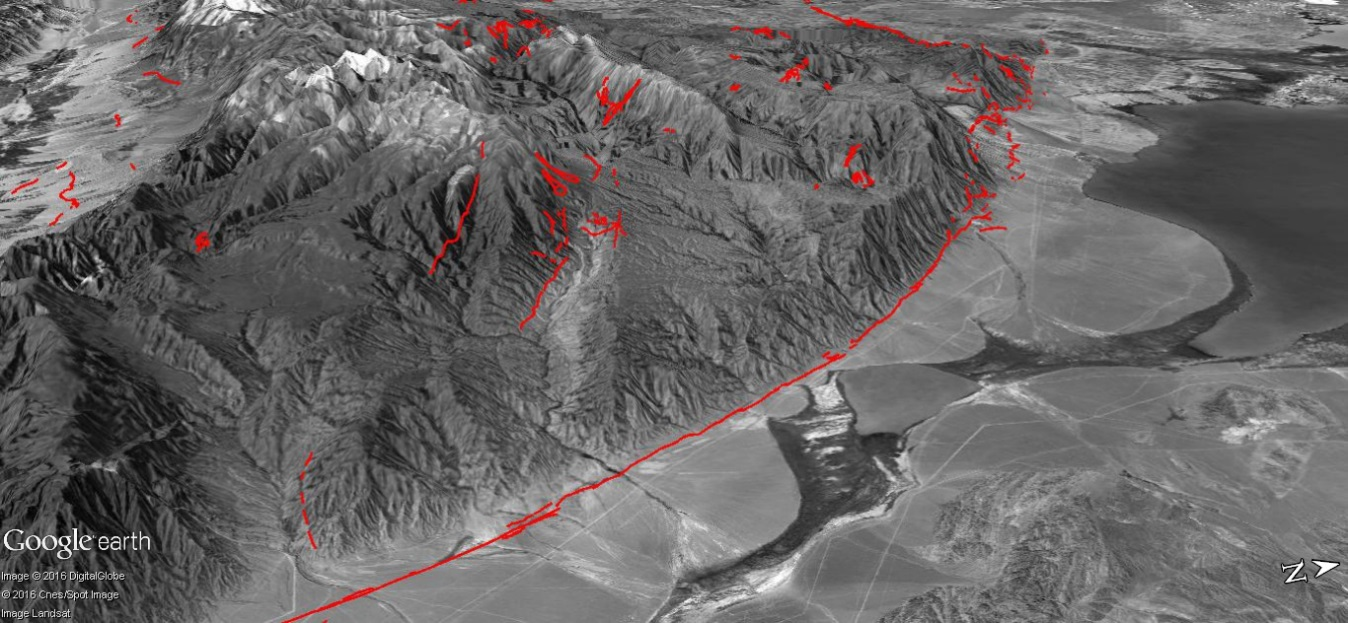 Google earth
Image © 2016 DigitalGlobe
© 2016 Cnes/Spot Image
Image Landsat
N